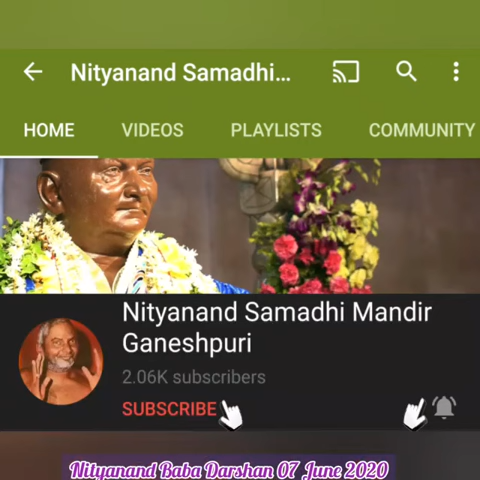 Nityanand Samadhi...
HOME VIDEOS PLAYLISTS COMMUNITY
Nityanand Samadhi Mandir
Ganeshpuri
2.06K subscribers
SUBSCRIBE
Nityanand Baba Darshan 07 June 2020